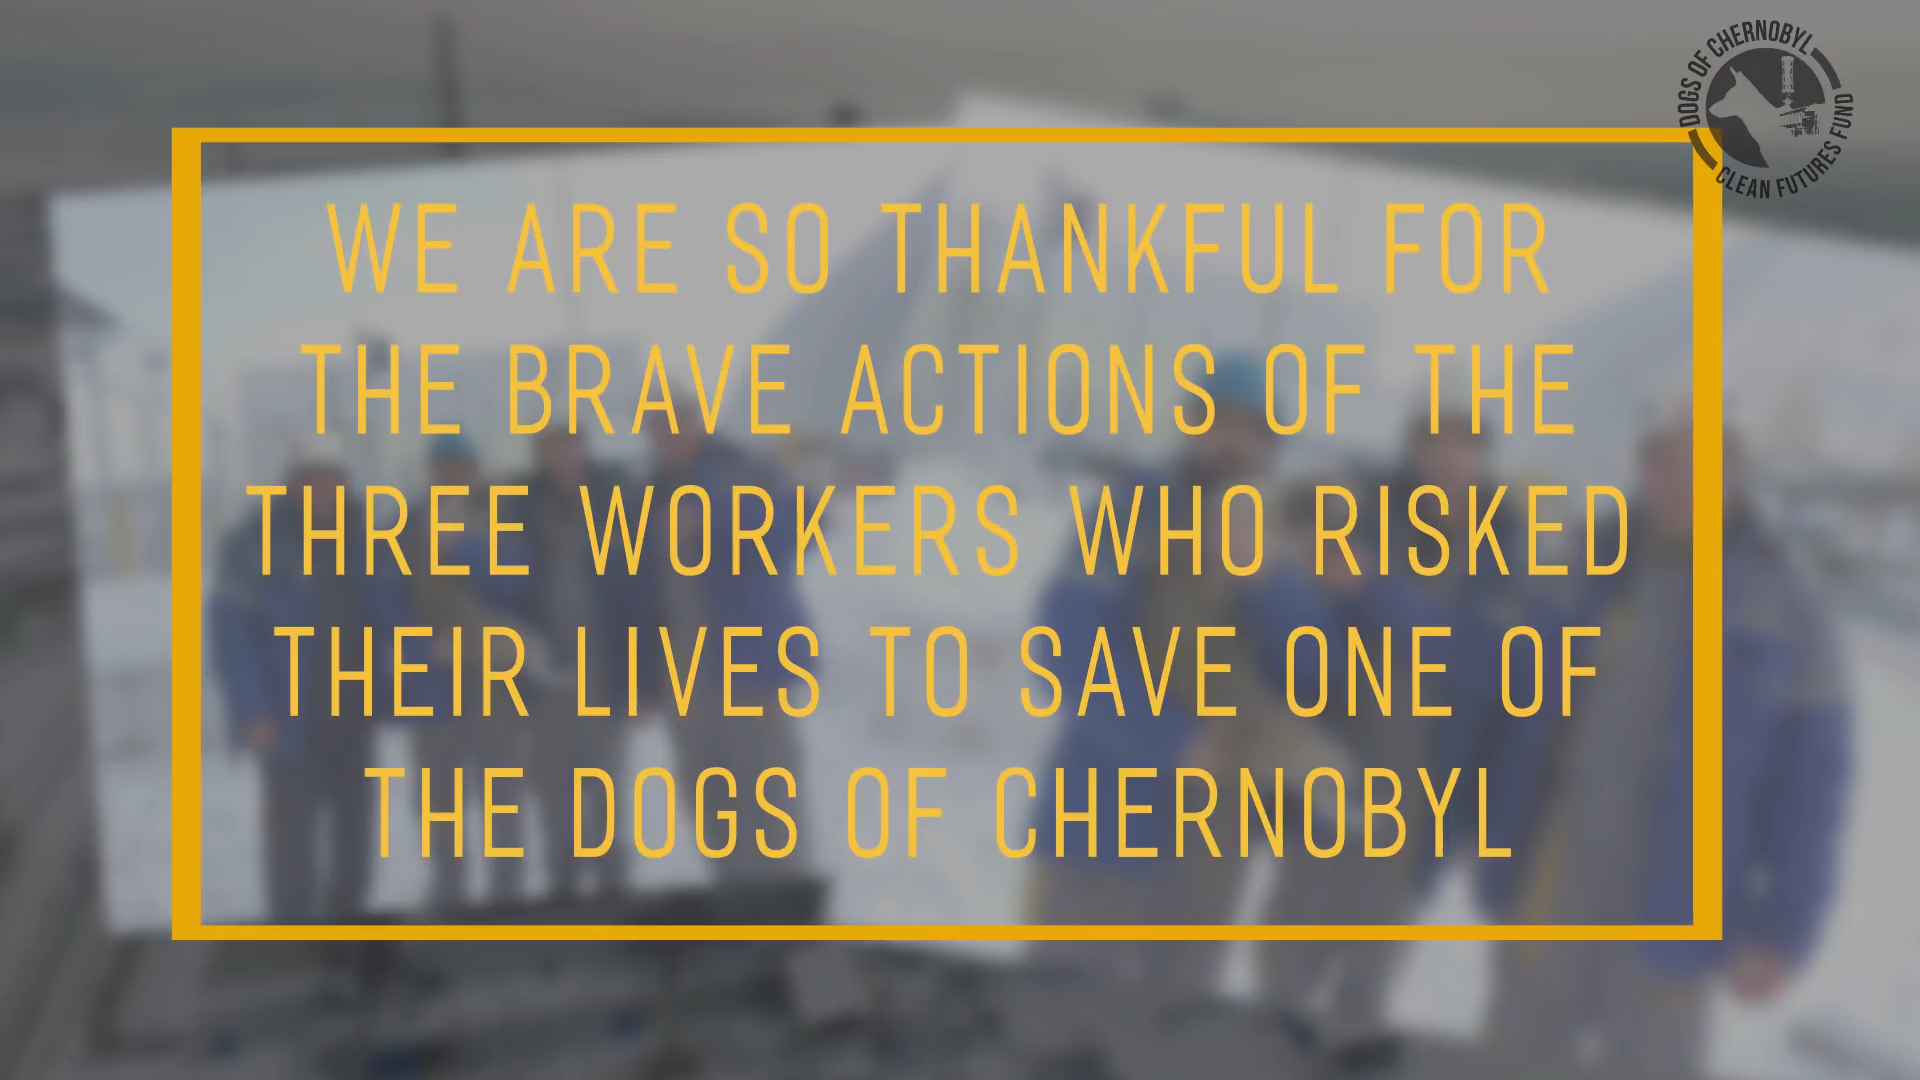 DOGS OF CHERNOBYL
CLEAN FUTURES FUND
WE ARE SO THANKFUL FOR
THE BRAVE ACTIONS OF THE
THREE WORKERS WHO RISKED
THEIR LIVES TO SAVE ONE OF
THE DOGS OF CHERNOBYL